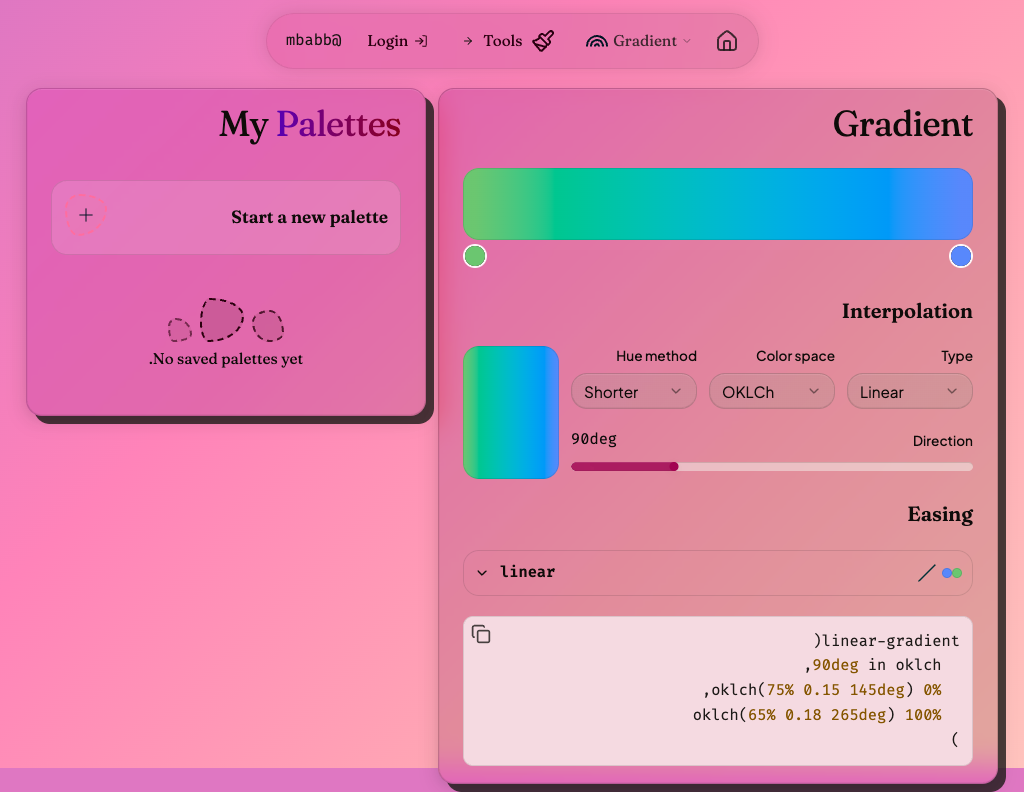 mbabb@
Login
Tools
Gradient
My Palettes
Start a new palette
.No saved palettes yet
Gradient
Interpolation
Hue method
Color space
Type
Shorter
OKLCh
Linear
90deg
Direction
Easing
linear
)linear-gradient
,90deg in oklch
,oklch(75% 0.15 145deg) 0%
oklch(65% 0.18 265deg) 100%
(